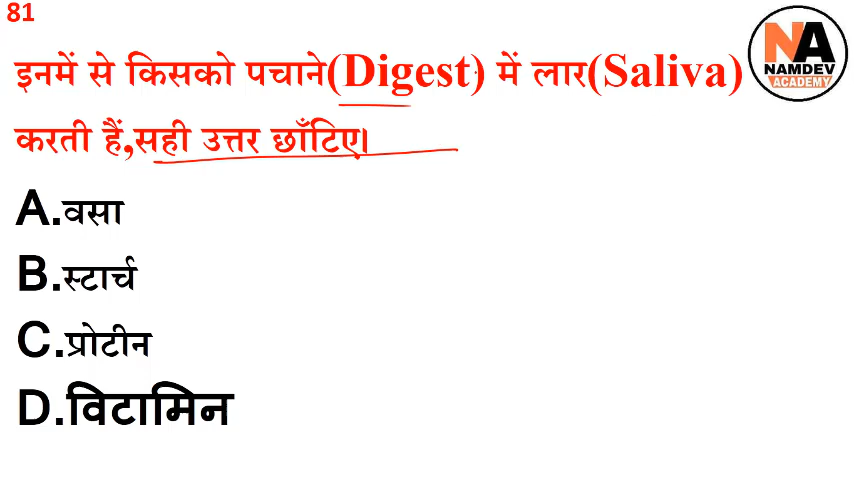 81
इनमें से किसको पचाने(Digest) में लार(Saliva)
करती हैं,सही उत्तर छाँटिए।
A.वसा
B.स्टार्च
C.प्रोटीन
D.विटामिन
NA
NAMDEV
ACADEMY